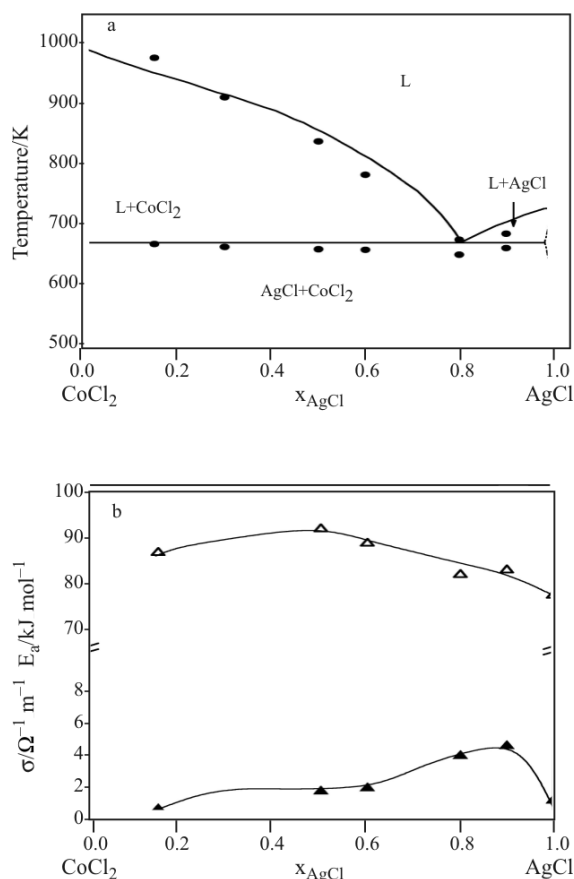 a
1000
900
800
700
600
500
Temperature/K
L
L+CoCl₂
L+AgCl
AgCl+CoCl₂
0.0 0.2 0.4 0.6 0.8 1.0
CoCl₂ x_AgCl AgCl
b
100
90
80
70
8
6
4
2
0
σ/Ω⁻¹ m⁻¹ Eₐ/kJ mol⁻¹
0.0 0.2 0.4 0.6 0.8 1.0
CoCl₂ x_AgCl AgCl